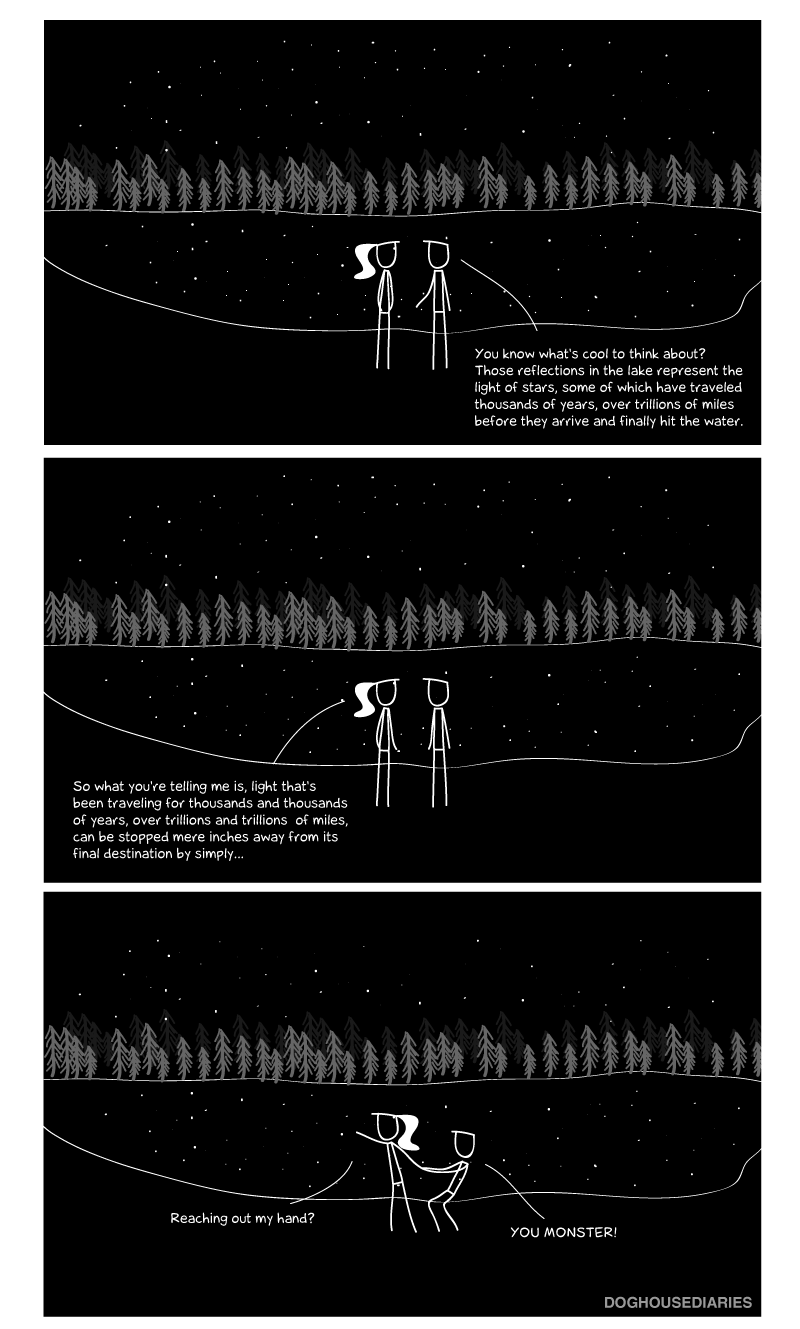 You know what's cool to think about?
Those reflections in the lake represent the
light of stars, some of which have traveled
thousands of years, over trillions of miles
before they arrive and finally hit the water.
So what you're telling me is, light that's
been traveling for thousands and thousands
of years, over trillions and trillions of miles,
can be stopped mere inches away from its
final destination by simply...
Reaching out my hand?
YOU MONSTER!
DOGHOUSEDIARIES